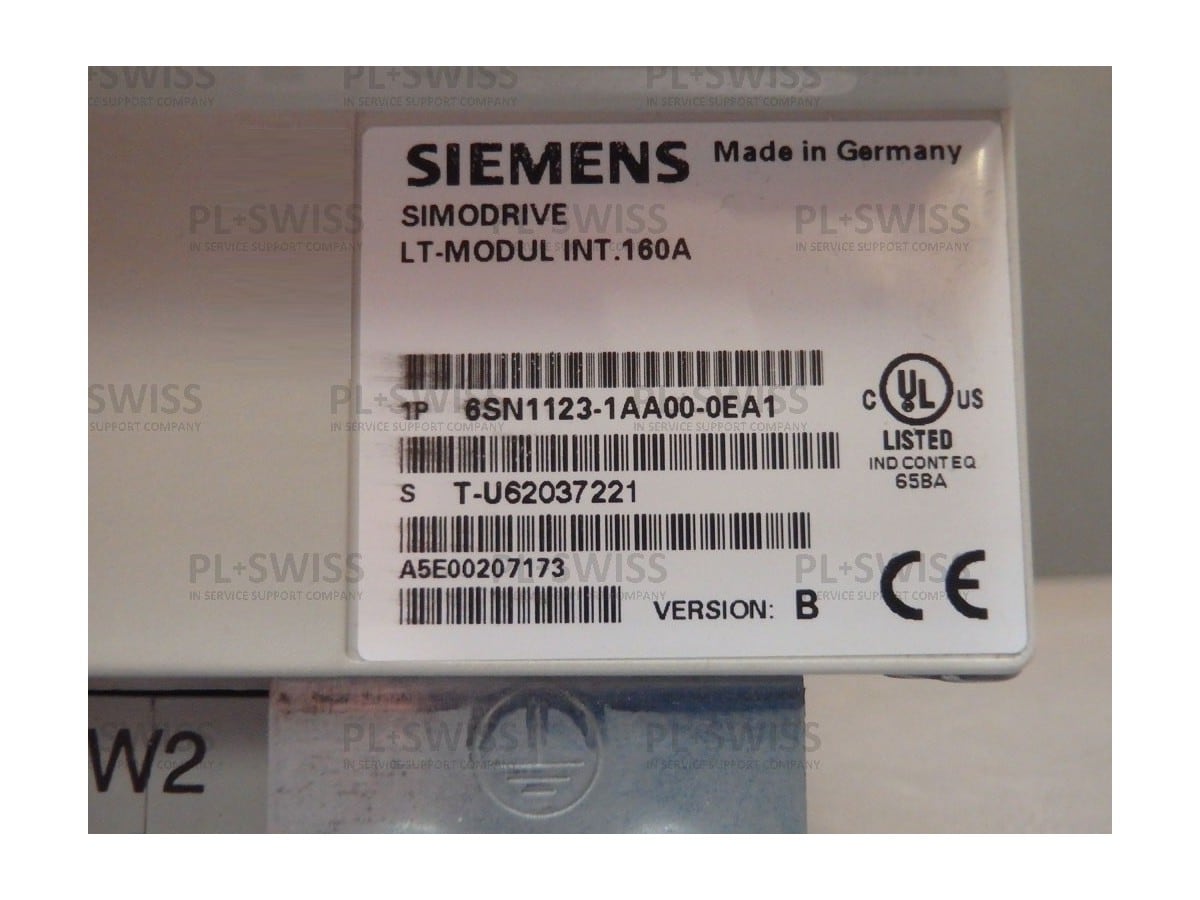 SIEMENS Made in Germany
SIMODRIVE
LT-MODUL INT.160A
1P 6SN1123-1AA00-0EA1
C UL US
LISTED
IND CONT EQ
65BA
S T-U62037221
A5E00207173
VERSION: B
CE
W2
PL+SWISS
IN SERVICE SUPPORT COMPANY